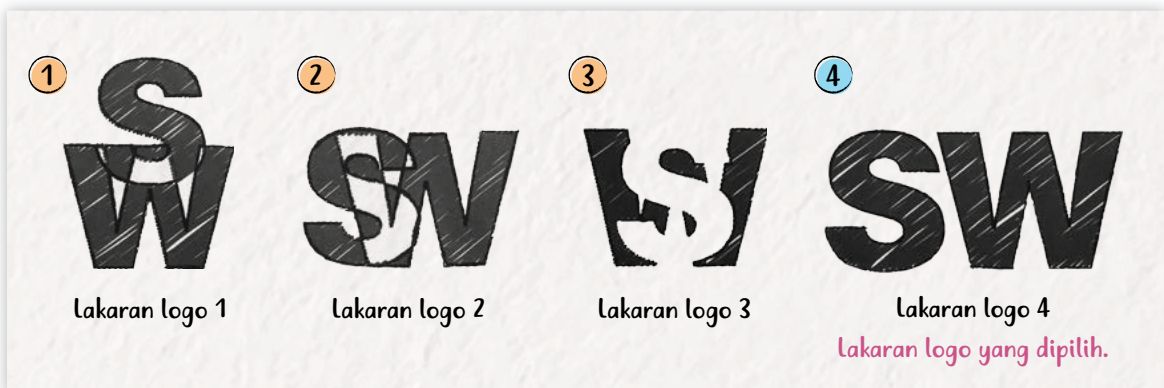 1
S
W
Lakaran logo 1
2
SW
Lakaran logo 2
3
SW
Lakaran logo 3
4
SW
Lakaran logo 4
Lakaran logo yang dipilih.